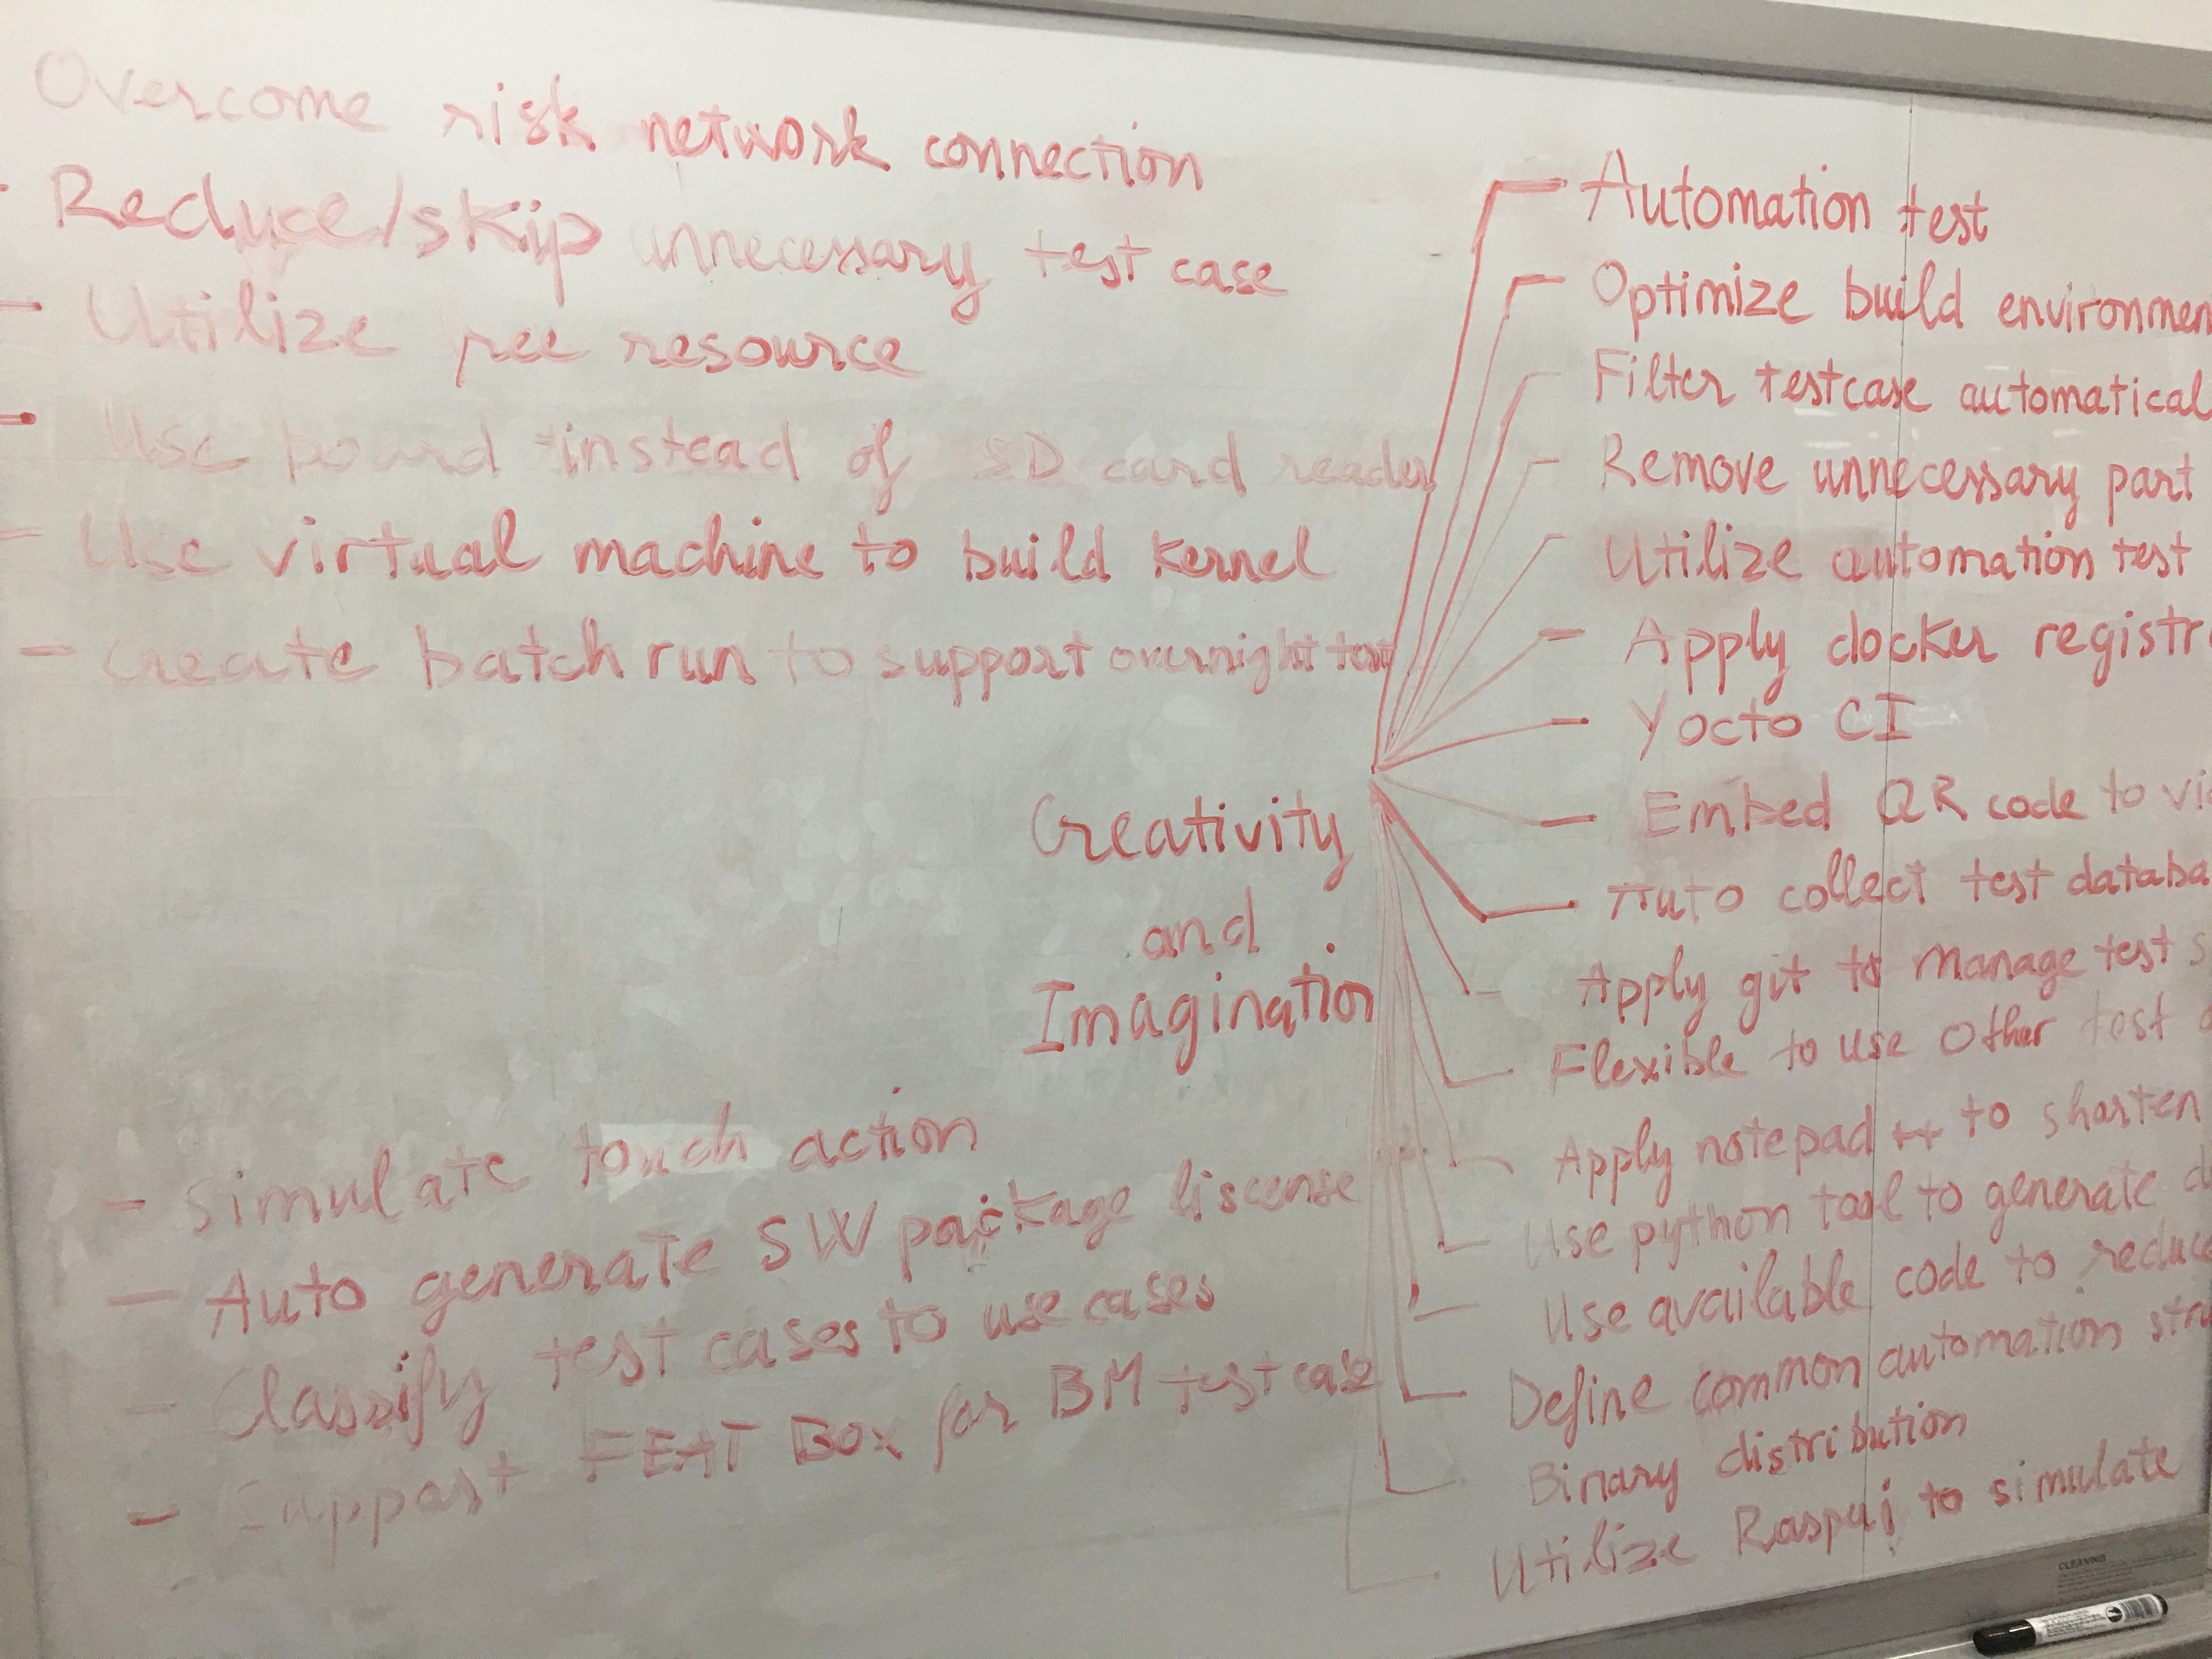 Overcome risk network connection
- Reduce/skip unnecessary test case
- Utilize resource
- Use board instead of SD card reader
- Use virtual machine to build kernel
- create batch run to support overnight test
Creativity
and
Imagination
- simulate touch action
- Auto generate SW package liscense
- Classify test cases to use cases
- Support FEAT Box for BM test case
Automation test
Optimize build environmen
Filter testcase automatical
Remove unnecessary part
Utilize automation test
Apply docker registr
Yocto CI
Embed QR code to vi
Auto collect test databa
Apply git to manage test s
Flexible to use other test
Apply notepad ++ to shorten
Use python tool to generate d
Use available code to reduce
Define common automation stru
Binary distribution
Utilize to simulate
CLEANING